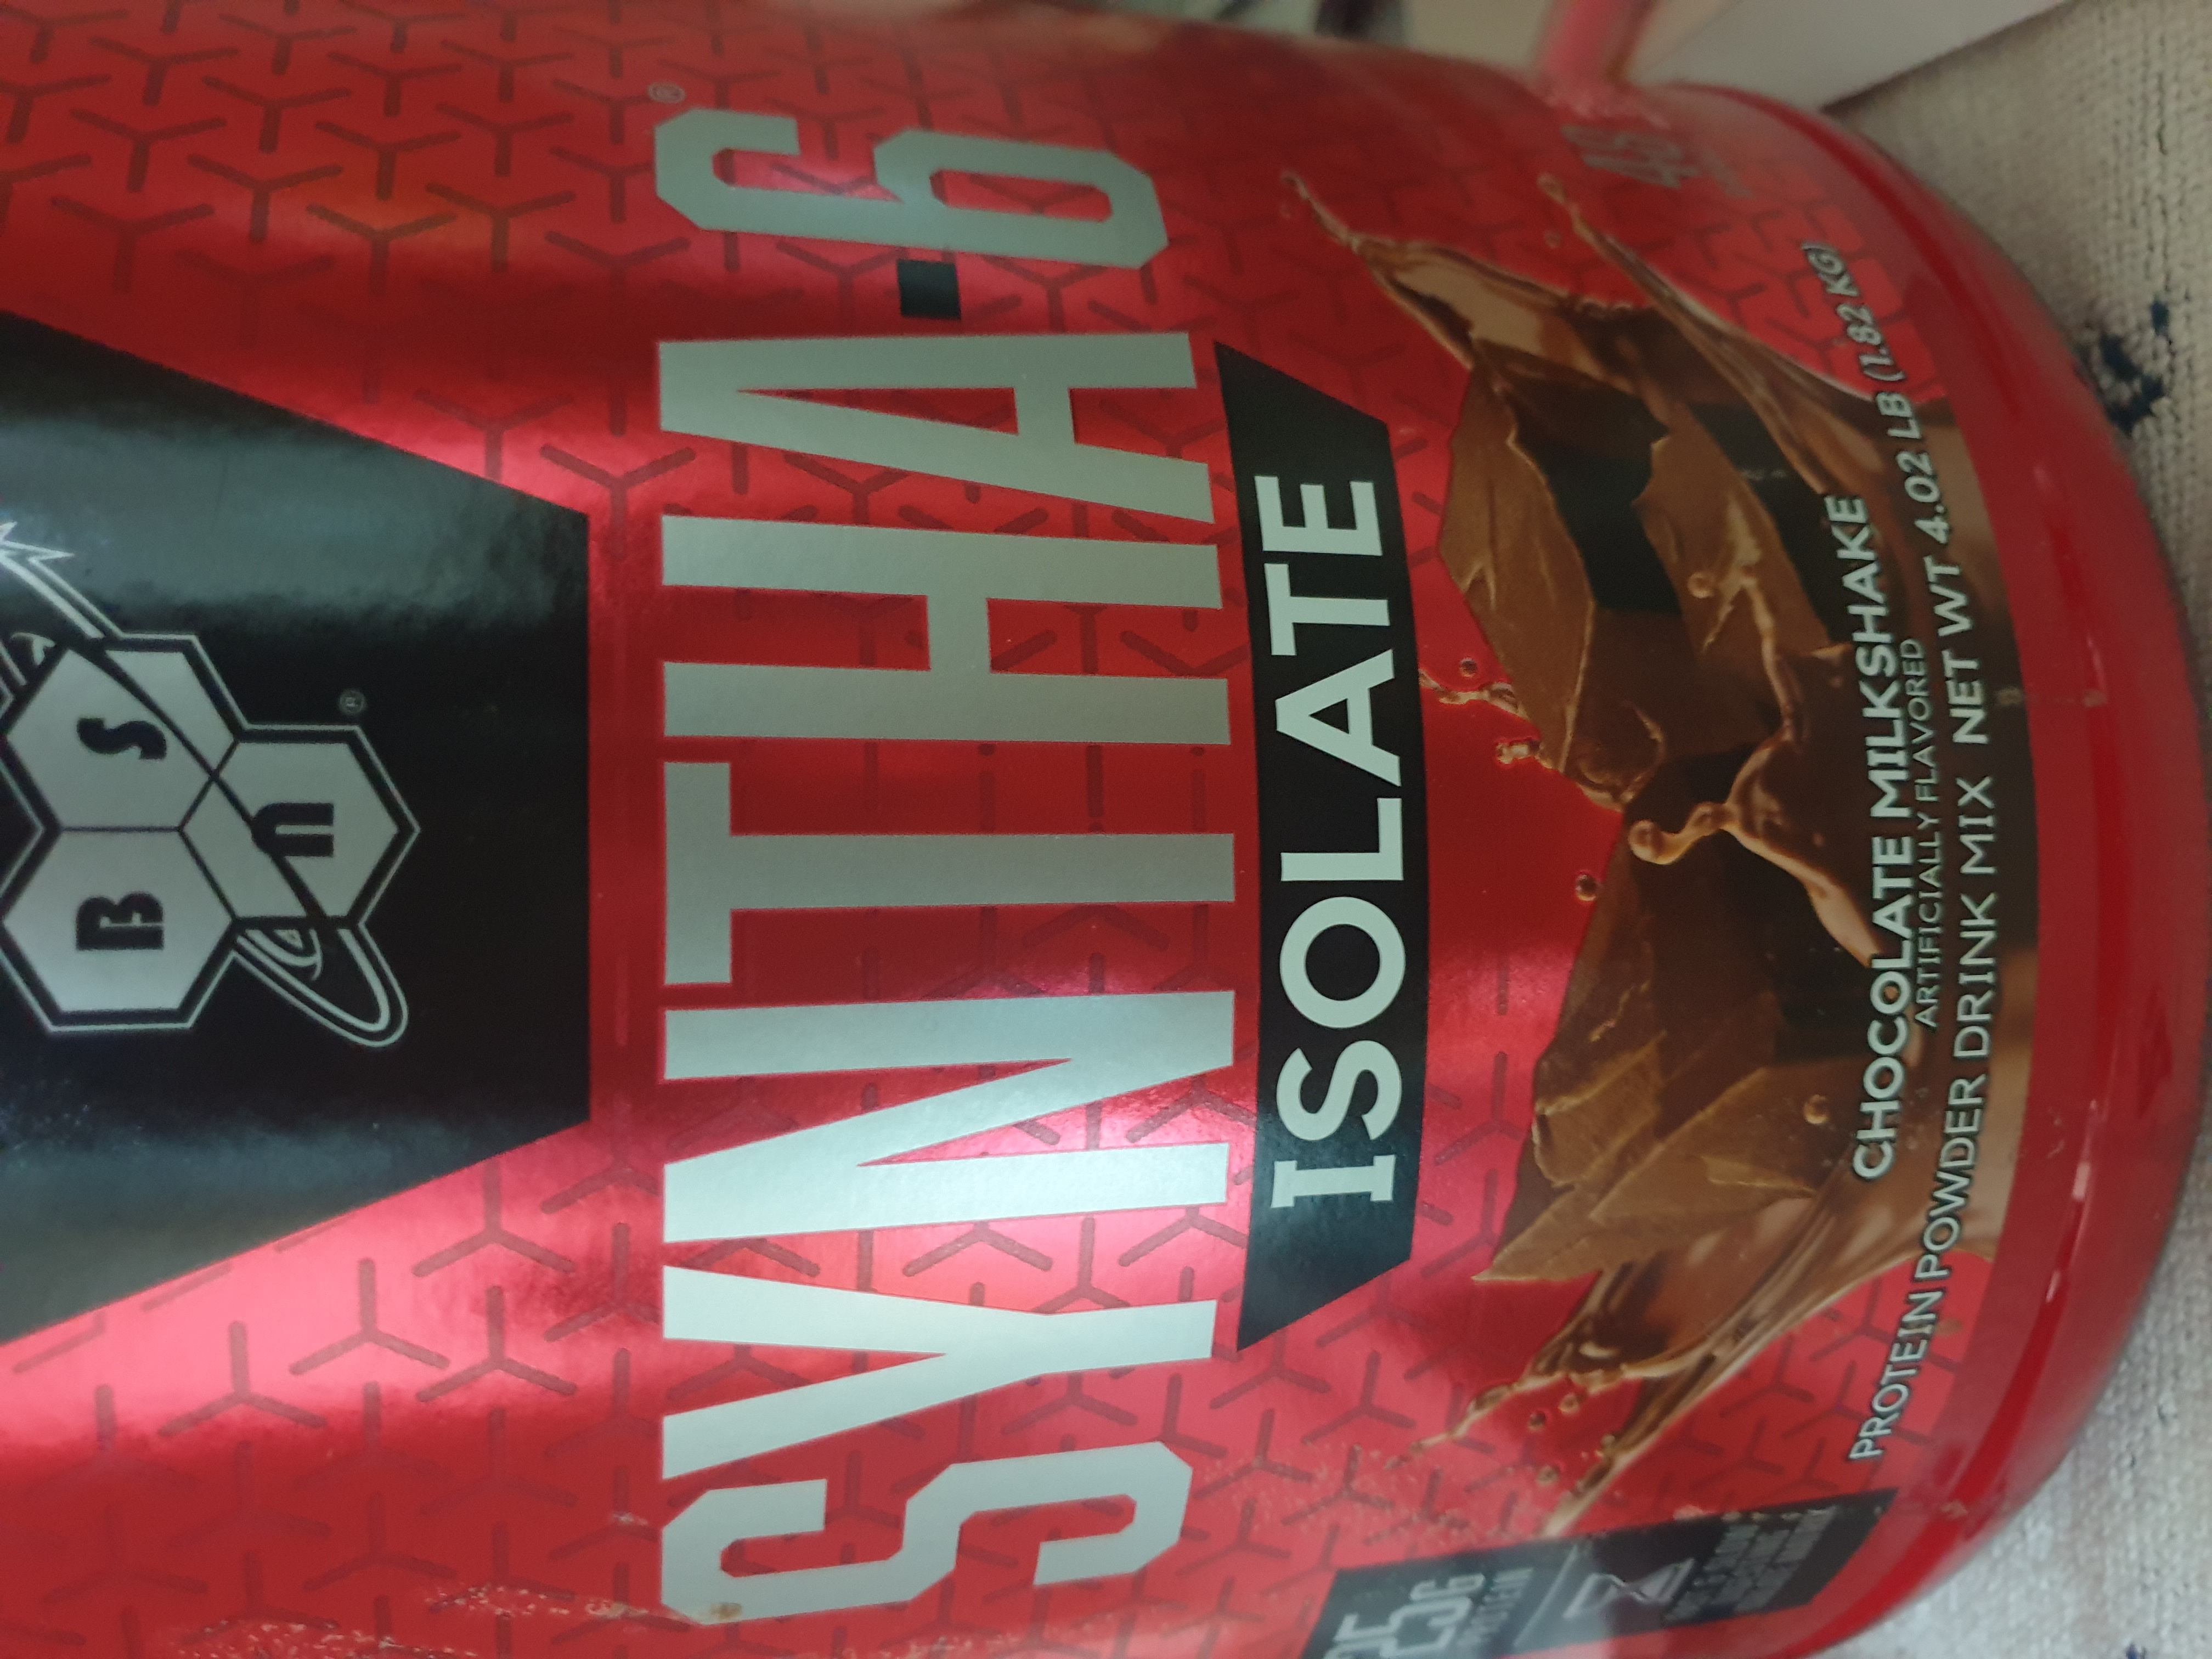 B S
n
®
SYNTHA-6®
ISOLATE
25G
PROTEIN
48
CHOCOLATE MILKSHAKE
ARTIFICIALLY FLAVORED
PROTEIN POWDER DRINK MIX NET WT 4.02 LB (1.82 KG)